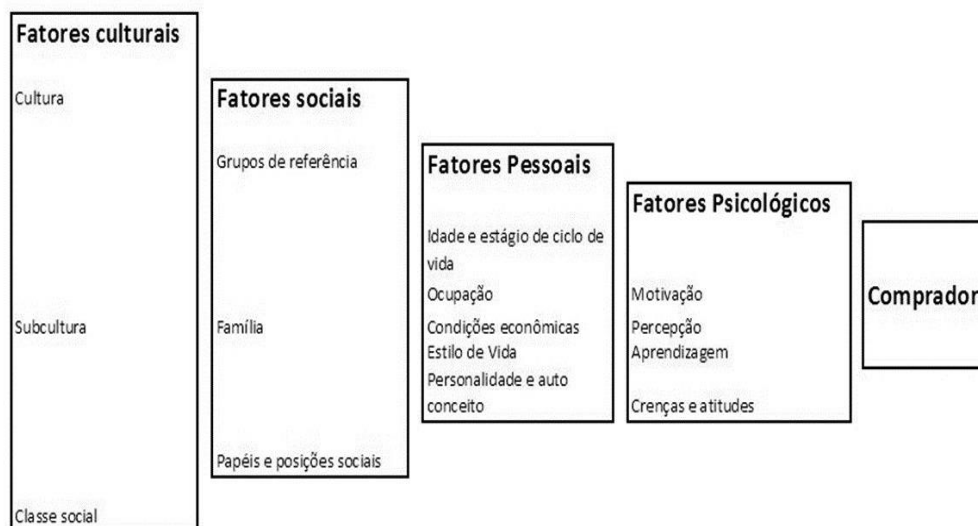 Fatores culturais
Cultura
Subcultura
Classe social
Fatores sociais
Grupos de referência
Família
Papéis e posições sociais
Fatores Pessoais
Idade e estágio de ciclo de
vida
Ocupação
Condições econômicas
Estilo de Vida
Personalidade e auto
conceito
Fatores Psicológicos
Motivação
Percepção
Aprendizagem
Crenças e atitudes
Comprador